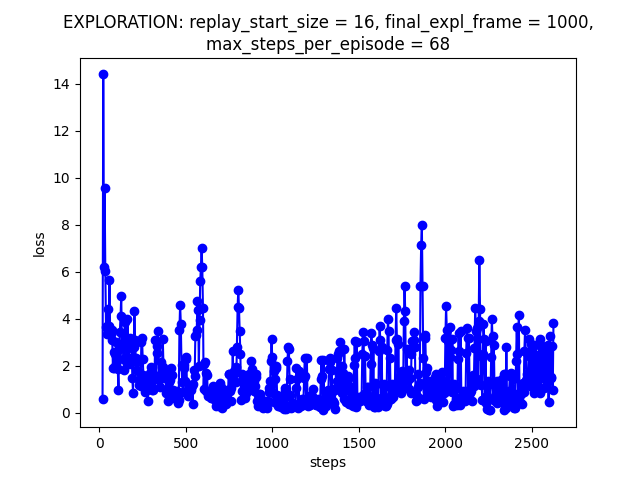 EXPLORATION: replay_start_size = 16, final_expl_frame = 1000,
max_steps_per_episode = 68
14
12
10
8
6
4
2
0
loss
0 500 1000 1500 2000 2500
steps